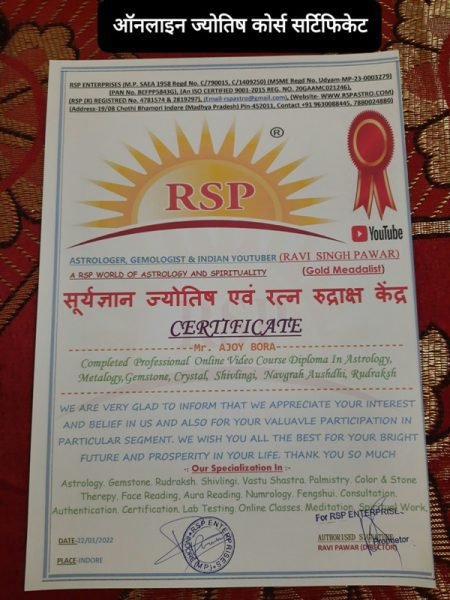 ऑनलाइन ज्योतिष कोर्स सर्टिफिकेट
RSP ENTERPRISES (M.P. SAEA 1958 Regd No. C/790015, C/1409250) (MSME Regd No. Udyam-MP-23-0003279)
(PAN No. BEFPP5843G), (An ISO CERTIFIED 9001-2015 REG. NO. 20GAAMC021246),
(RSP (R) REGISTRED No. 4781574 & 2819297), (Email-rspastro@gmail.com), (Website- WWW.RSPASTRO.COM)
(Address-19/08 Chothi Bhamori Indore (Madhya Pradesh) Pin-452011, Contact +91 9630088445, 7880024880)
®
RSP
YouTube
ASTROLOGER, GEMOLOGIST & INDIAN YOUTUBER (RAVI SINGH PAWAR)
A RSP WORLD OF ASTROLOGY AND SPIRITUALITY (Gold Meadalist)
सूर्यज्ञान ज्योतिष एवं रत्न रुद्राक्ष केंद्र
CERTIFICATE
Mr. AJOY BORA
Completed Professional Online Video Course Diploma In Astrology,
Metalogy,Gemstone, Crystal, Shivlingi, Navgrah Aushdhi, Rudraksh
WE ARE VERY GLAD TO INFORM THAT WE APPRECIATE YOUR INTEREST
AND BELIEF IN US AND ALSO FOR YOUR VALUAVLE PARTICIPATION IN
PARTICULAR SEGMENT. WE WISH YOU ALL THE BEST FOR YOUR BRIGHT
FUTURE AND PROSPERITY IN YOUR LIFE. THANK YOU SO MUCH
-: Our Specialization In :-
Astrology. Gemstone. Rudraksh. Shivlingi. Vastu Shastra. Palmistry. Color & Stone
Therepy. Face Reading, Aura Reading. Numrology. Fengshui. Consultation.
Authentication. Certification. Lab Testing Online Classes. Meditation. Spiritual Work
For RSP ENTERPRISE
DATE-22/03/2022
AUTHORISED SIGNATURE
Proprietor
PLACE-INDORE
RAVI PAWAR (DIRECTOR)
RSP ENTERPRISES
INDORE
(M.P.)